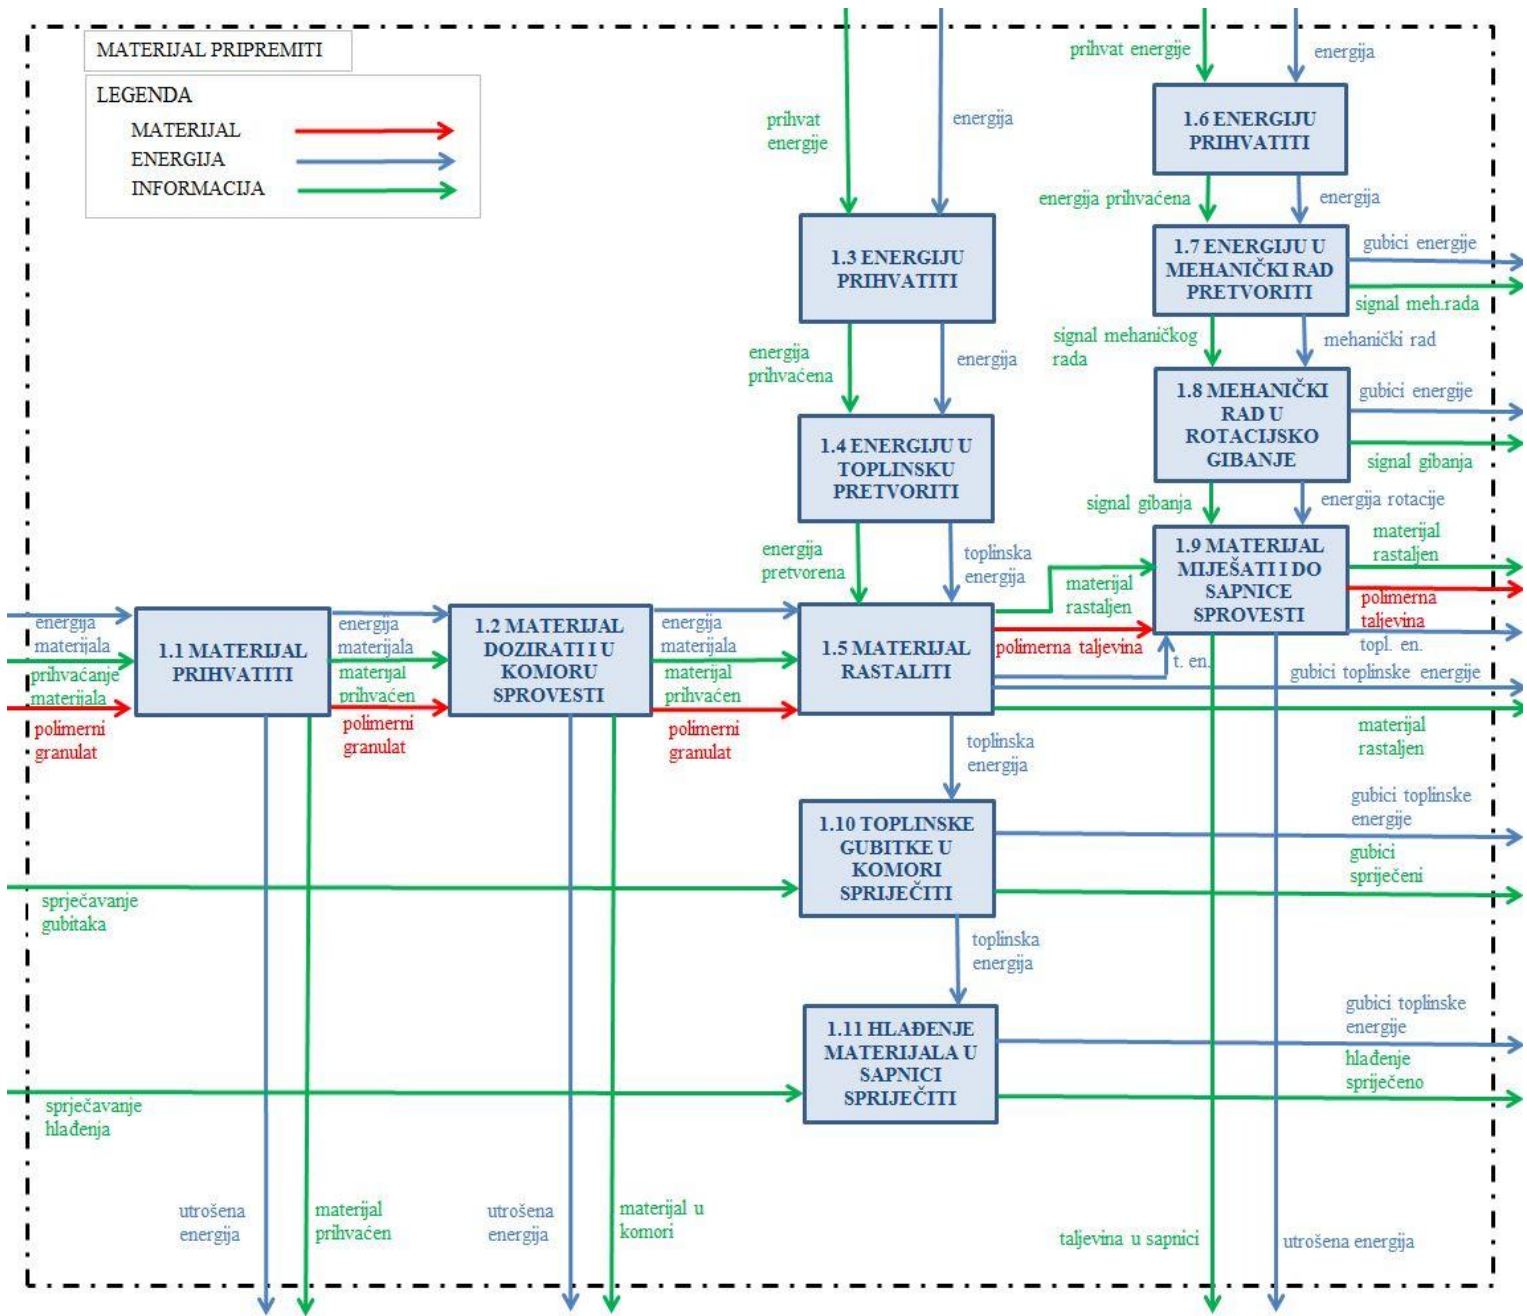 MATERIJAL PRIPREMITI
LEGENDA
MATERIJAL
ENERGIJA
INFORMACIJA
prihvat
energije
energija
prihvat energije
energija
1.6 ENERGIJU
PRIHVATITI
energija prihvaćena
energija
1.3 ENERGIJU
PRIHVATITI
1.7 ENERGIJU U
MEHANIČKI RAD
PRETVORITI
gubici energije
signal meh.rada
energija
prihvaćena
energija
signal mehaničkog
rada
mehanički rad
1.8 MEHANIČKI
RAD U
ROTACIJSKO
GIBANJE
gubici energije
signal gibanja
1.4 ENERGIJU U
TOPLINSKU
PRETVORITI
signal gibanja
energija rotacije
energija
pretvorena
toplinska
energija
1.9 MATERIJAL
MIJEŠATI I DO
SAPNICE
SPROVESTI
materijal
rastaljen
polimerna
taljevina
topl. en.
energija
materijala
prihvaćanje
materijala
polimerni
granulat
1.1 MATERIJAL
PRIHVATITI
energija
materijala
materijal
prihvaćen
polimerni
granulat
1.2 MATERIJAL
DOZIRATI I U
KOMORU
SPROVESTI
energija
materijala
materijal
prihvaćen
polimerni
granulat
1.5 MATERIJAL
RASTALITI
materijal
rastaljen
polimerna taljevina
t. en.
gubici toplinske energije
materijal
rastaljen
toplinska
energija
1.10 TOPLINSKE
GUBITKE U
KOMORI
SPRIJEČITI
gubici toplinske
energije
gubici
spriječeni
sprječavanje
gubitaka
toplinska
energija
1.11 HLAĐENJE
MATERIJALA U
SAPNICI
SPRIJEČITI
gubici toplinske
energije
hlađenje
spriječeno
sprječavanje
hlađenja
utrošena
energija
materijal
prihvaćen
utrošena
energija
materijal u
komori
taljevina u sapnici
utrošena energija